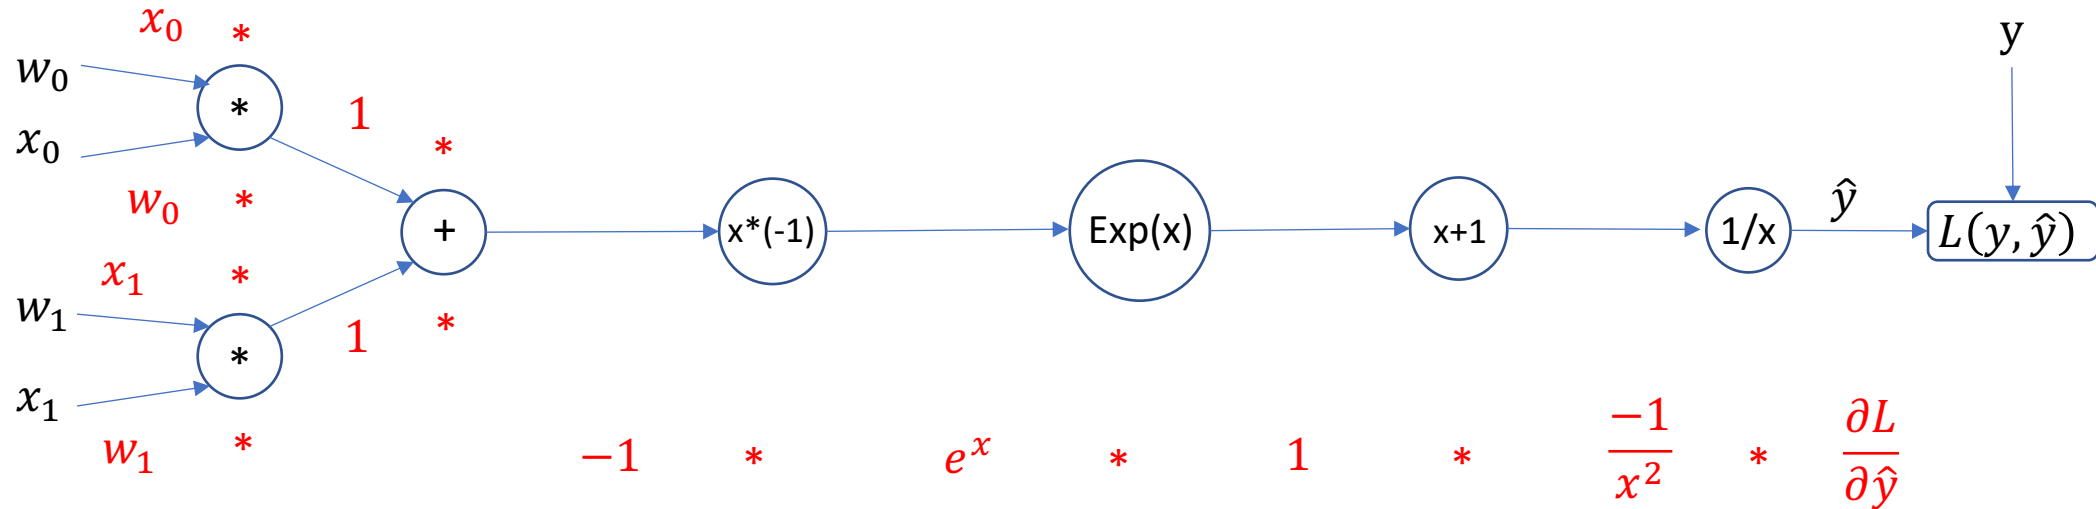 x₀ *
w₀
*
x₀
1
*
w₀ *
+
x*(-1)
Exp(x)
x+1
1/x
ŷ
y
L(y, ŷ)
x₁ *
w₁
*
x₁
1
*
w₁ *
−1 * eˣ * 1 * −1/x² * ∂L/∂ŷ